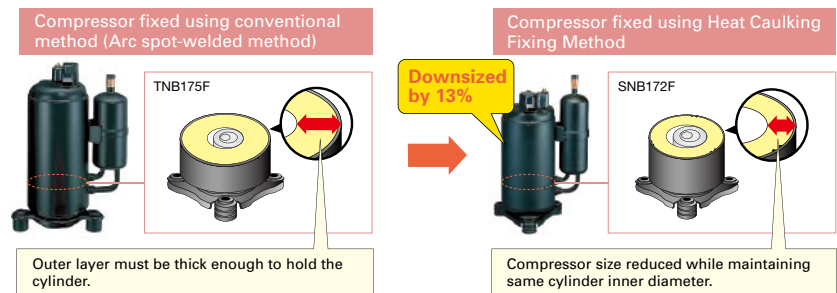 Compressor fixed using conventional
method (Arc spot-welded method)
TNB175F
Outer layer must be thick enough to hold the
cylinder.
Downsized
by 13%
Compressor fixed using Heat Caulking
Fixing Method
SNB172F
Compressor size reduced while maintaining
same cylinder inner diameter.